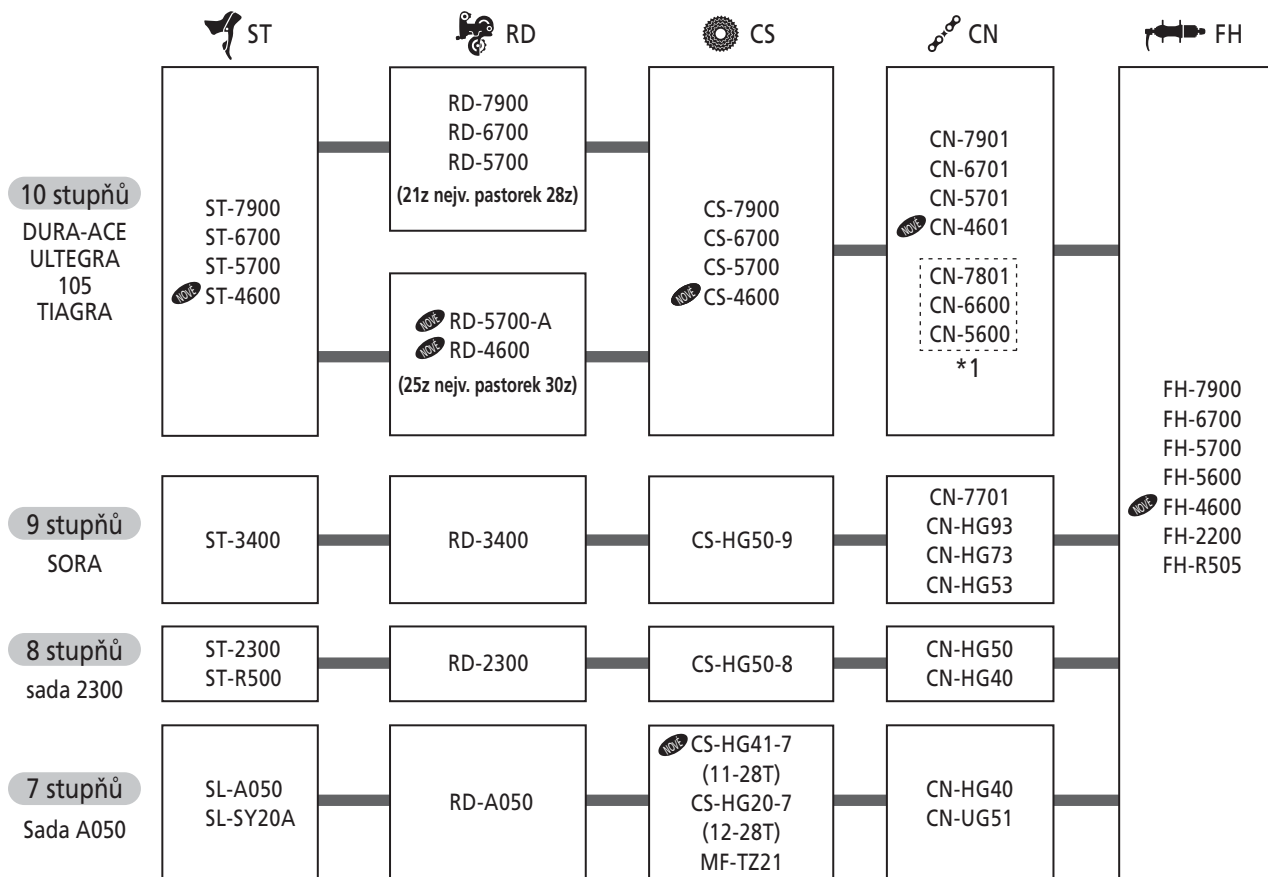 ST
RD
CS
CN
FH
10 stupňů
DURA-ACE
ULTEGRA
105
TIAGRA
ST-7900
ST-6700
ST-5700
NOVÉ ST-4600
RD-7900
RD-6700
RD-5700
(21z nejv. pastorek 28z)
NOVÉ RD-5700-A
NOVÉ RD-4600
(25z nejv. pastorek 30z)
CS-7900
CS-6700
CS-5700
NOVÉ CS-4600
CN-7901
CN-6701
CN-5701
NOVÉ CN-4601
CN-7801
CN-6600
CN-5600
*1
FH-7900
FH-6700
FH-5700
FH-5600
NOVÉ FH-4600
FH-2200
FH-R505
9 stupňů
SORA
ST-3400
RD-3400
CS-HG50-9
CN-7701
CN-HG93
CN-HG73
CN-HG53
8 stupňů
sada 2300
ST-2300
ST-R500
RD-2300
CS-HG50-8
CN-HG50
CN-HG40
7 stupňů
Sada A050
SL-A050
SL-SY20A
RD-A050
NOVÉ CS-HG41-7
(11-28T)
CS-HG20-7
(12-28T)
MF-TZ21
CN-HG40
CN-UG51